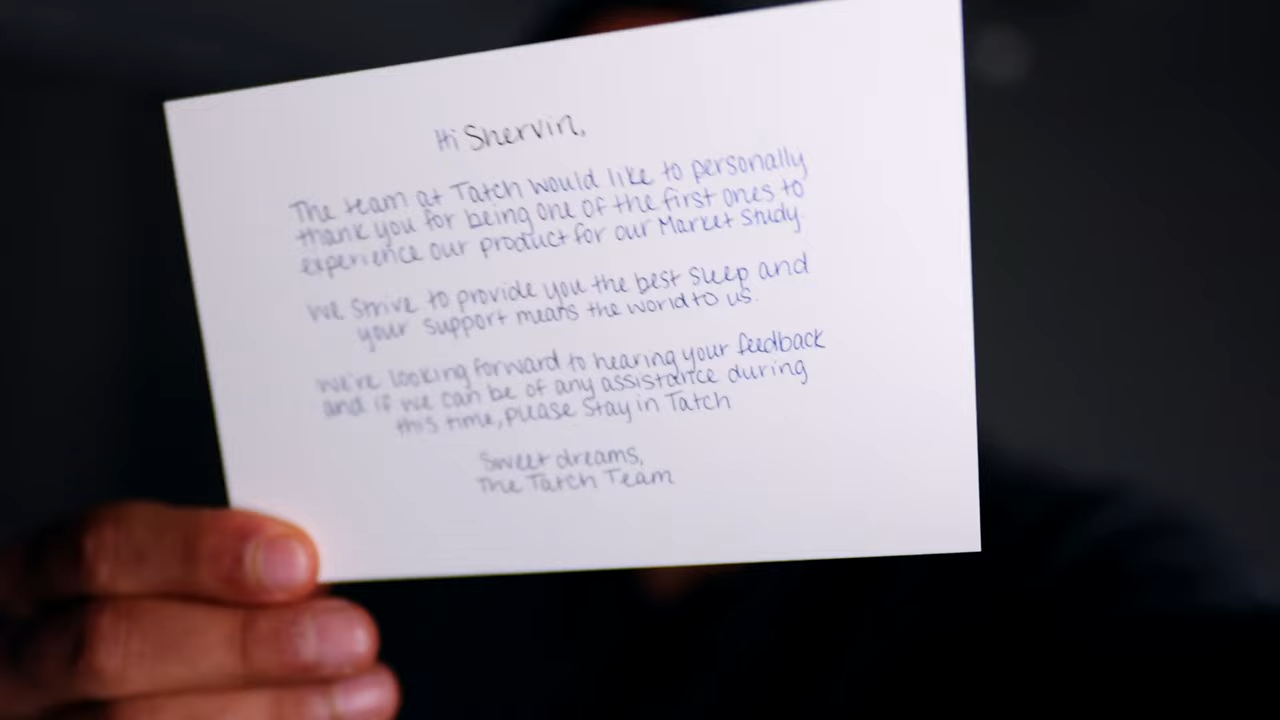 Hi Shervin,
The team at Tatch would like to personally
thank you for being one of the first ones to
experience our product for our Market Study.
We strive to provide you the best sleep and
your support means the world to us.
We're looking forward to hearing your feedback
and if we can be of any assistance during
this time, please stay in Tatch
Sweet dreams,
The Tatch Team